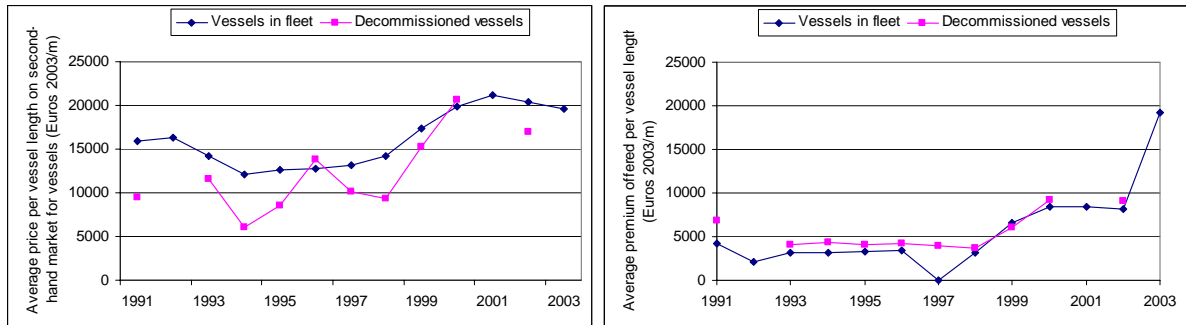 Vessels in fleet Decommissioned vessels
Average price per vessel length on second-
hand market for vessels (Euros 2003/m)
25000
20000
15000
10000
5000
0
1991 1993 1995 1997 1999 2001 2003
Vessels in fleet Decommissioned vessels
Average premium offered per vessel length
(Euros 2003/m)
25000
20000
15000
10000
5000
0
1991 1993 1995 1997 1999 2001 2003